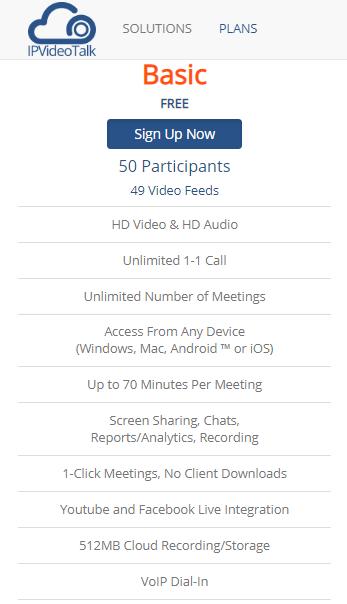 SOLUTIONS PLANS
IPVideoTalk
Basic
FREE
Sign Up Now
50 Participants
49 Video Feeds
HD Video & HD Audio
Unlimited 1-1 Call
Unlimited Number of Meetings
Access From Any Device
(Windows, Mac, Android ™ or iOS)
Up to 70 Minutes Per Meeting
Screen Sharing, Chats,
Reports/Analytics, Recording
1-Click Meetings, No Client Downloads
Youtube and Facebook Live Integration
512MB Cloud Recording/Storage
VoIP Dial-In